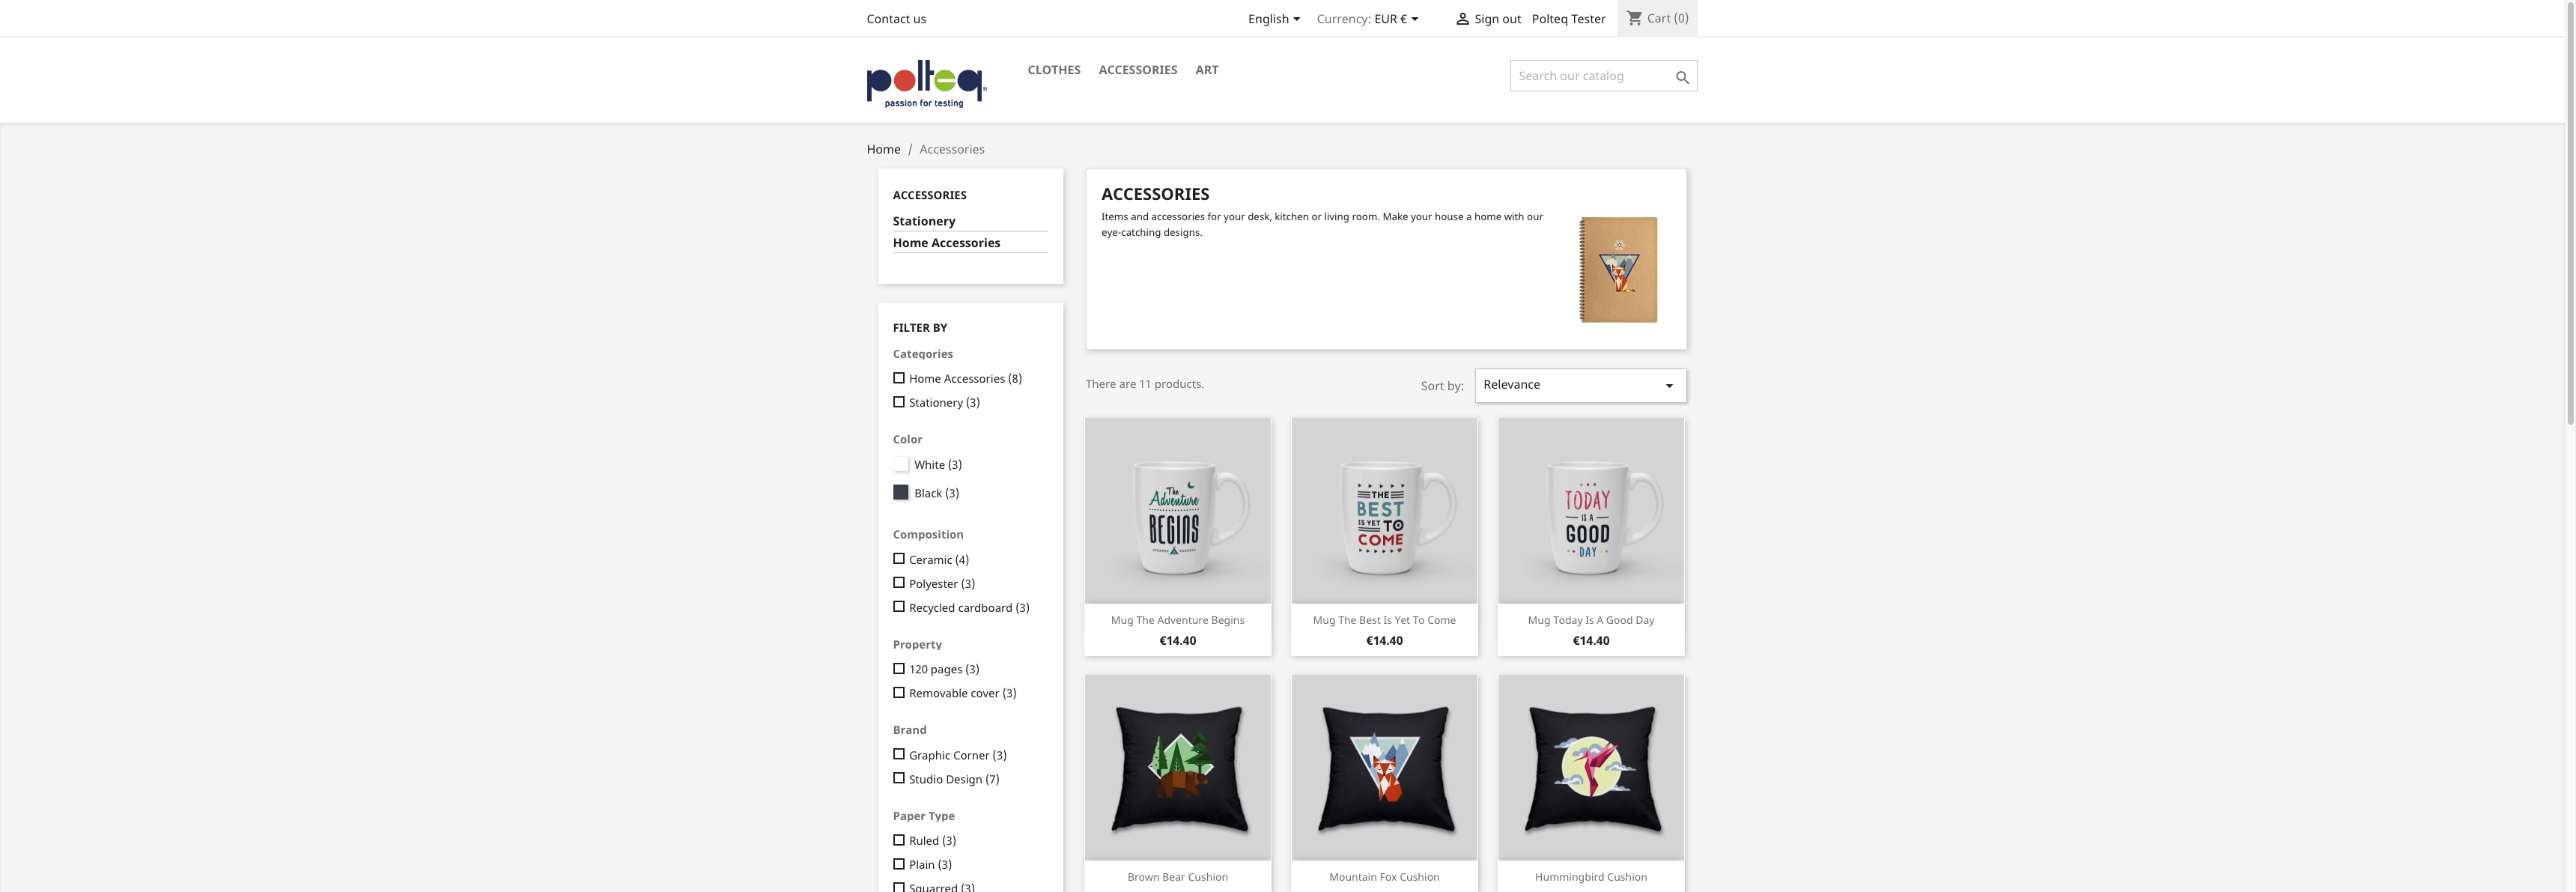 Contact us
English
Currency: EUR €
Sign out
Polteq Tester
Cart (0)
polteq
passion for testing
CLOTHES
ACCESSORIES
ART
Search our catalog
Home / Accessories
ACCESSORIES
Stationery
Home Accessories
ACCESSORIES
Items and accessories for your desk, kitchen or living room. Make your house a home with our
eye-catching designs.
FILTER BY
Categories
Home Accessories (8)
Stationery (3)
Color
White (3)
Black (3)
Composition
Ceramic (4)
Polyester (3)
Recycled cardboard (3)
Property
120 pages (3)
Removable cover (3)
Brand
Graphic Corner (3)
Studio Design (7)
Paper Type
Ruled (3)
Plain (3)
Squarred (3)
There are 11 products.
Sort by:
Relevance
The
Adventure
BEGINS
Mug The Adventure Begins
€14.40
THE
BEST
IS YET TO
COME
Mug The Best Is Yet To Come
€14.40
TODAY
IS A
GOOD
DAY
Mug Today Is A Good Day
€14.40
Brown Bear Cushion
Mountain Fox Cushion
Hummingbird Cushion